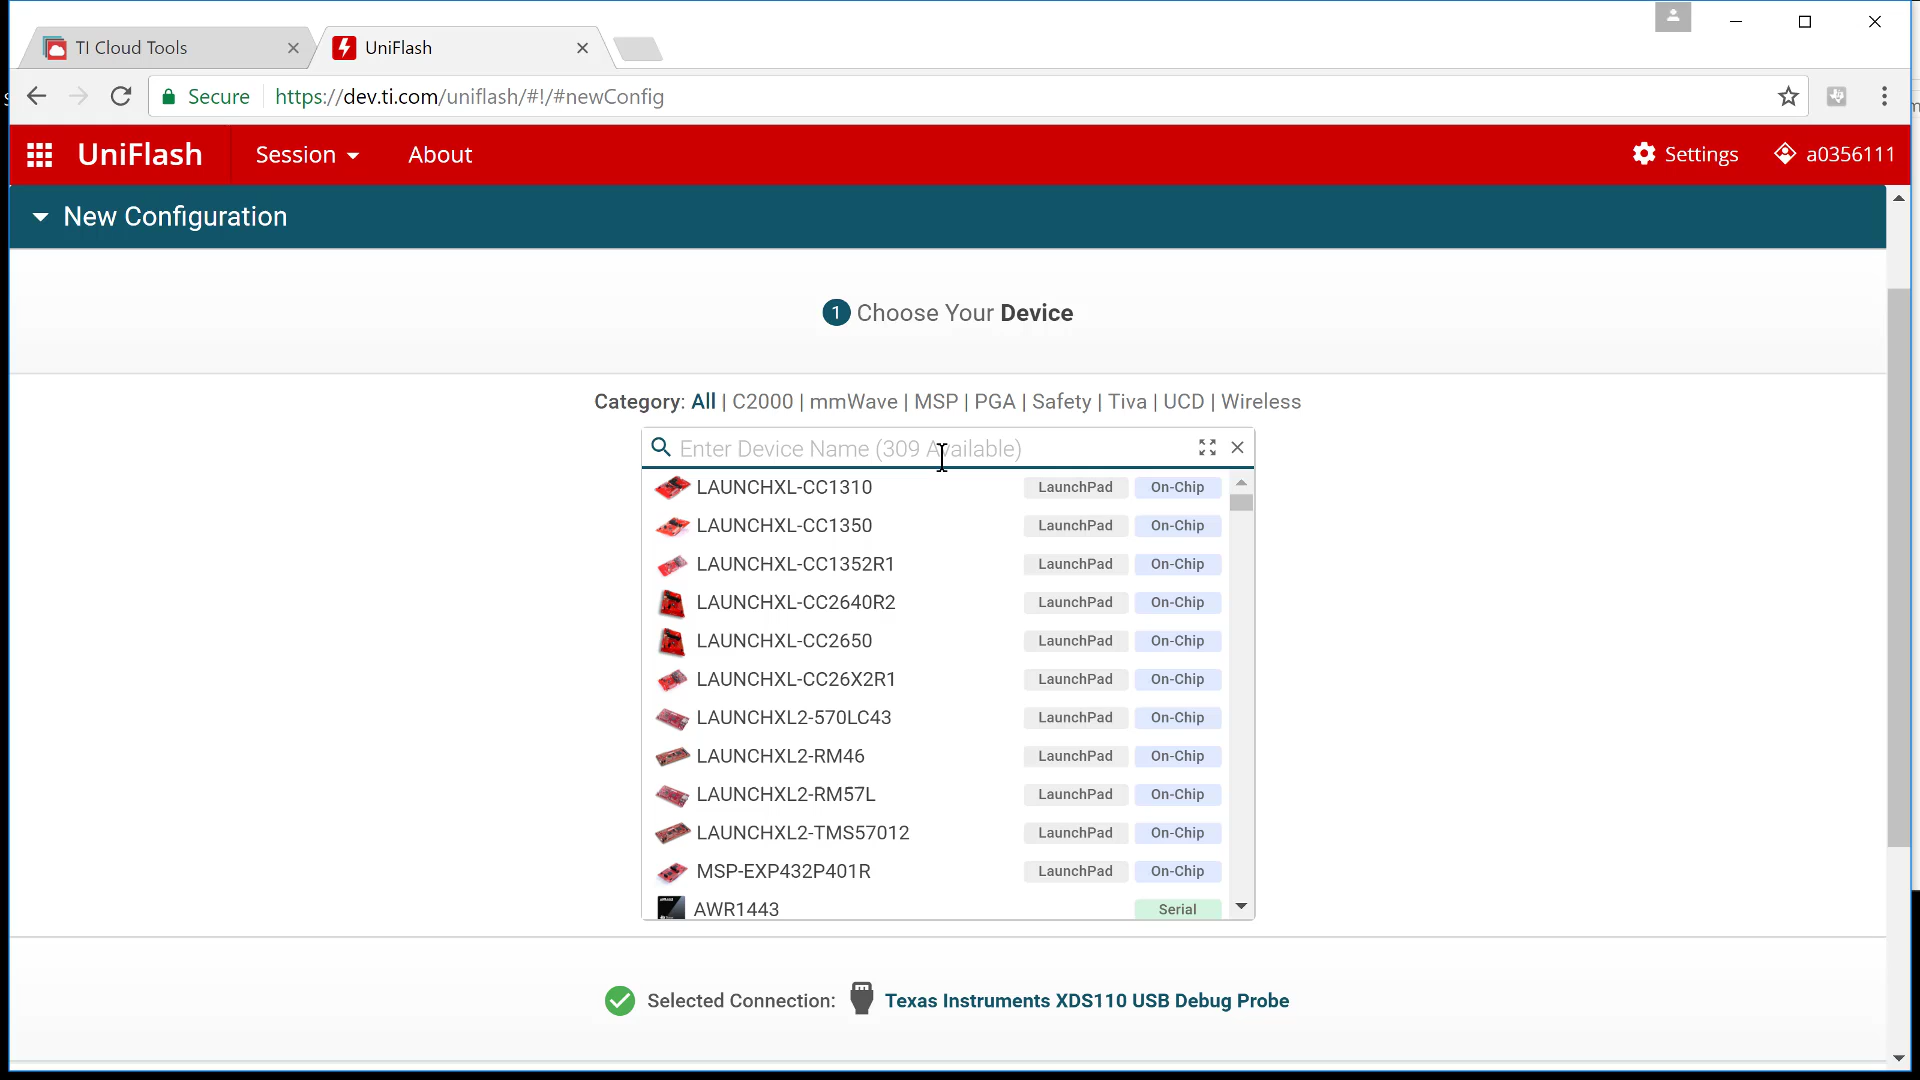 TI Cloud Tools
UniFlash
Secure
https://dev.ti.com/uniflash/#!/#newConfig
UniFlash
Session
About
Settings
a0356111
New Configuration
1 Choose Your Device
Category: All | C2000 | mmWave | MSP | PGA | Safety | Tiva | UCD | Wireless
Enter Device Name (309 Available)
LAUNCHXL-CC1310 LaunchPad On-Chip
LAUNCHXL-CC1350 LaunchPad On-Chip
LAUNCHXL-CC1352R1 LaunchPad On-Chip
LAUNCHXL-CC2640R2 LaunchPad On-Chip
LAUNCHXL-CC2650 LaunchPad On-Chip
LAUNCHXL-CC26X2R1 LaunchPad On-Chip
LAUNCHXL2-570LC43 LaunchPad On-Chip
LAUNCHXL2-RM46 LaunchPad On-Chip
LAUNCHXL2-RM57L LaunchPad On-Chip
LAUNCHXL2-TMS57012 LaunchPad On-Chip
MSP-EXP432P401R LaunchPad On-Chip
AWR1443 Serial
Selected Connection: Texas Instruments XDS110 USB Debug Probe